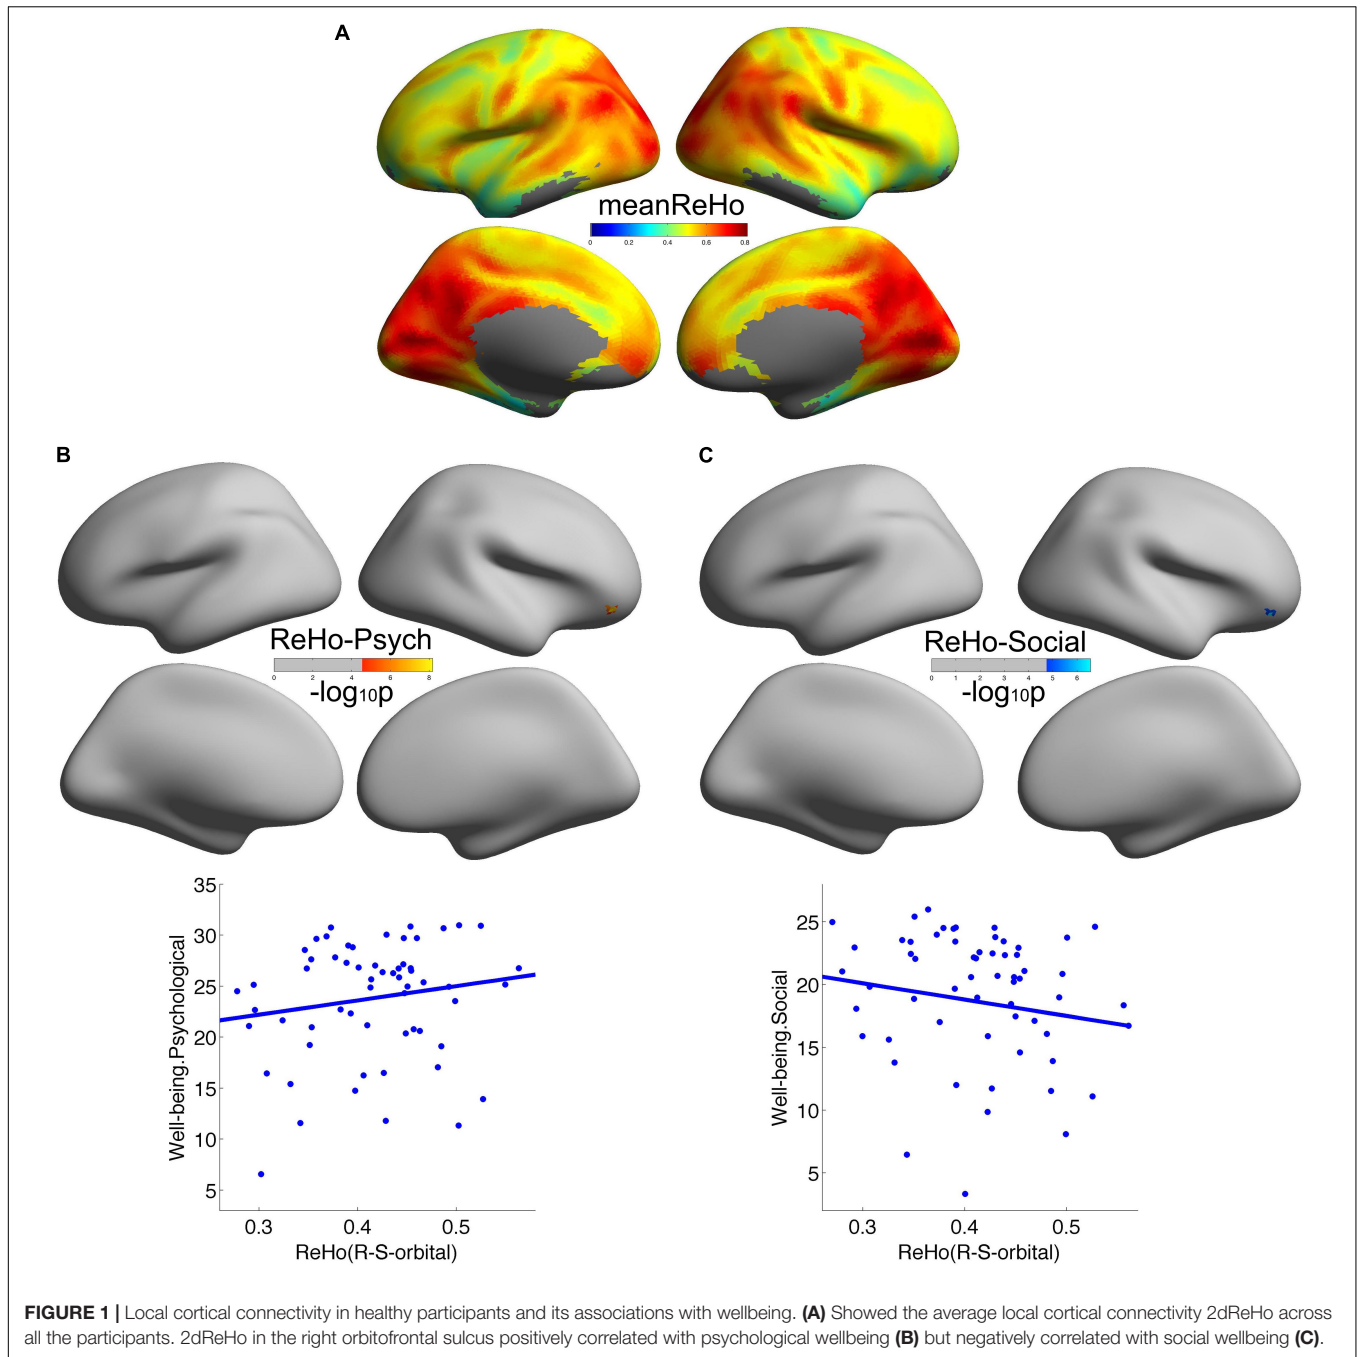 A
meanReHo
0 0.2 0.4 0.6 0.8
B
ReHo-Psych
0 2 4 6 8
-log10p
C
ReHo-Social
0 1 2 3 4 5 6
-log10p
35
30
25
20
15
10
5
Well-being.Psychological
0.3 0.4 0.5
ReHo(R-S-orbital)
25
20
15
10
5
Well-being.Social
0.3 0.4 0.5
ReHo(R-S-orbital)
FIGURE 1 | Local cortical connectivity in healthy participants and its associations with wellbeing. (A) Showed the average local cortical connectivity 2dReHo across
all the participants. 2dReHo in the right orbitofrontal sulcus positively correlated with psychological wellbeing (B) but negatively correlated with social wellbeing (C).